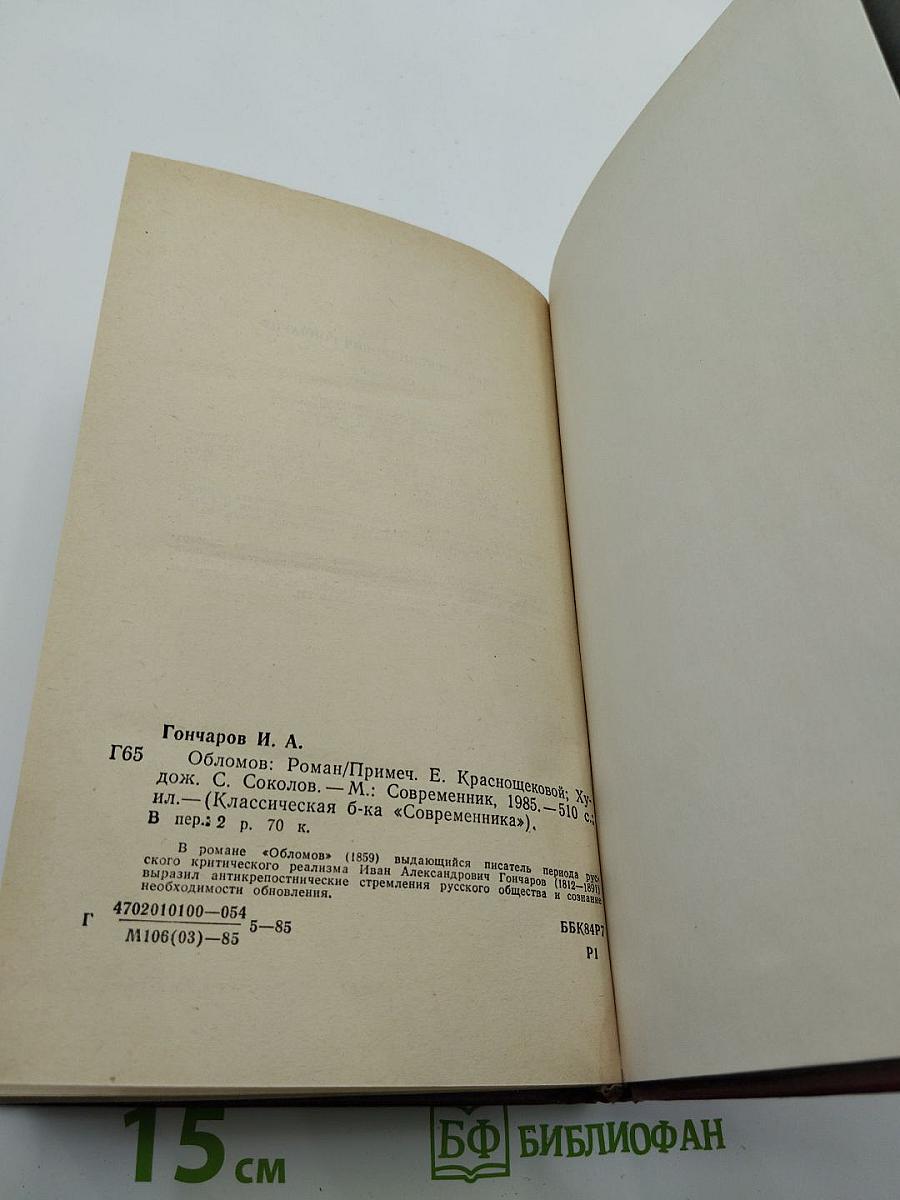 Гончаров И. А.
Г65 Обломов: Роман/Примеч. Е. Краснощековой; Ху-
дож. С. Соколов. — М.: Современник, 1985. — 510 с.;
ил. — (Классическая б-ка «Современника»).
В пер.: 2 р. 70 к.
В романе «Обломов» (1859) выдающийся писатель периода рус-
ского критического реализма Иван Александрович Гончаров (1812—1891)
выразил антикрепостнические стремления русского общества и сознание
необходимости обновления.
Г 4702010100—054 5—85
М106(03)—85
ББК84Р7
Р1
15 см
БФ БИБЛИОФАН